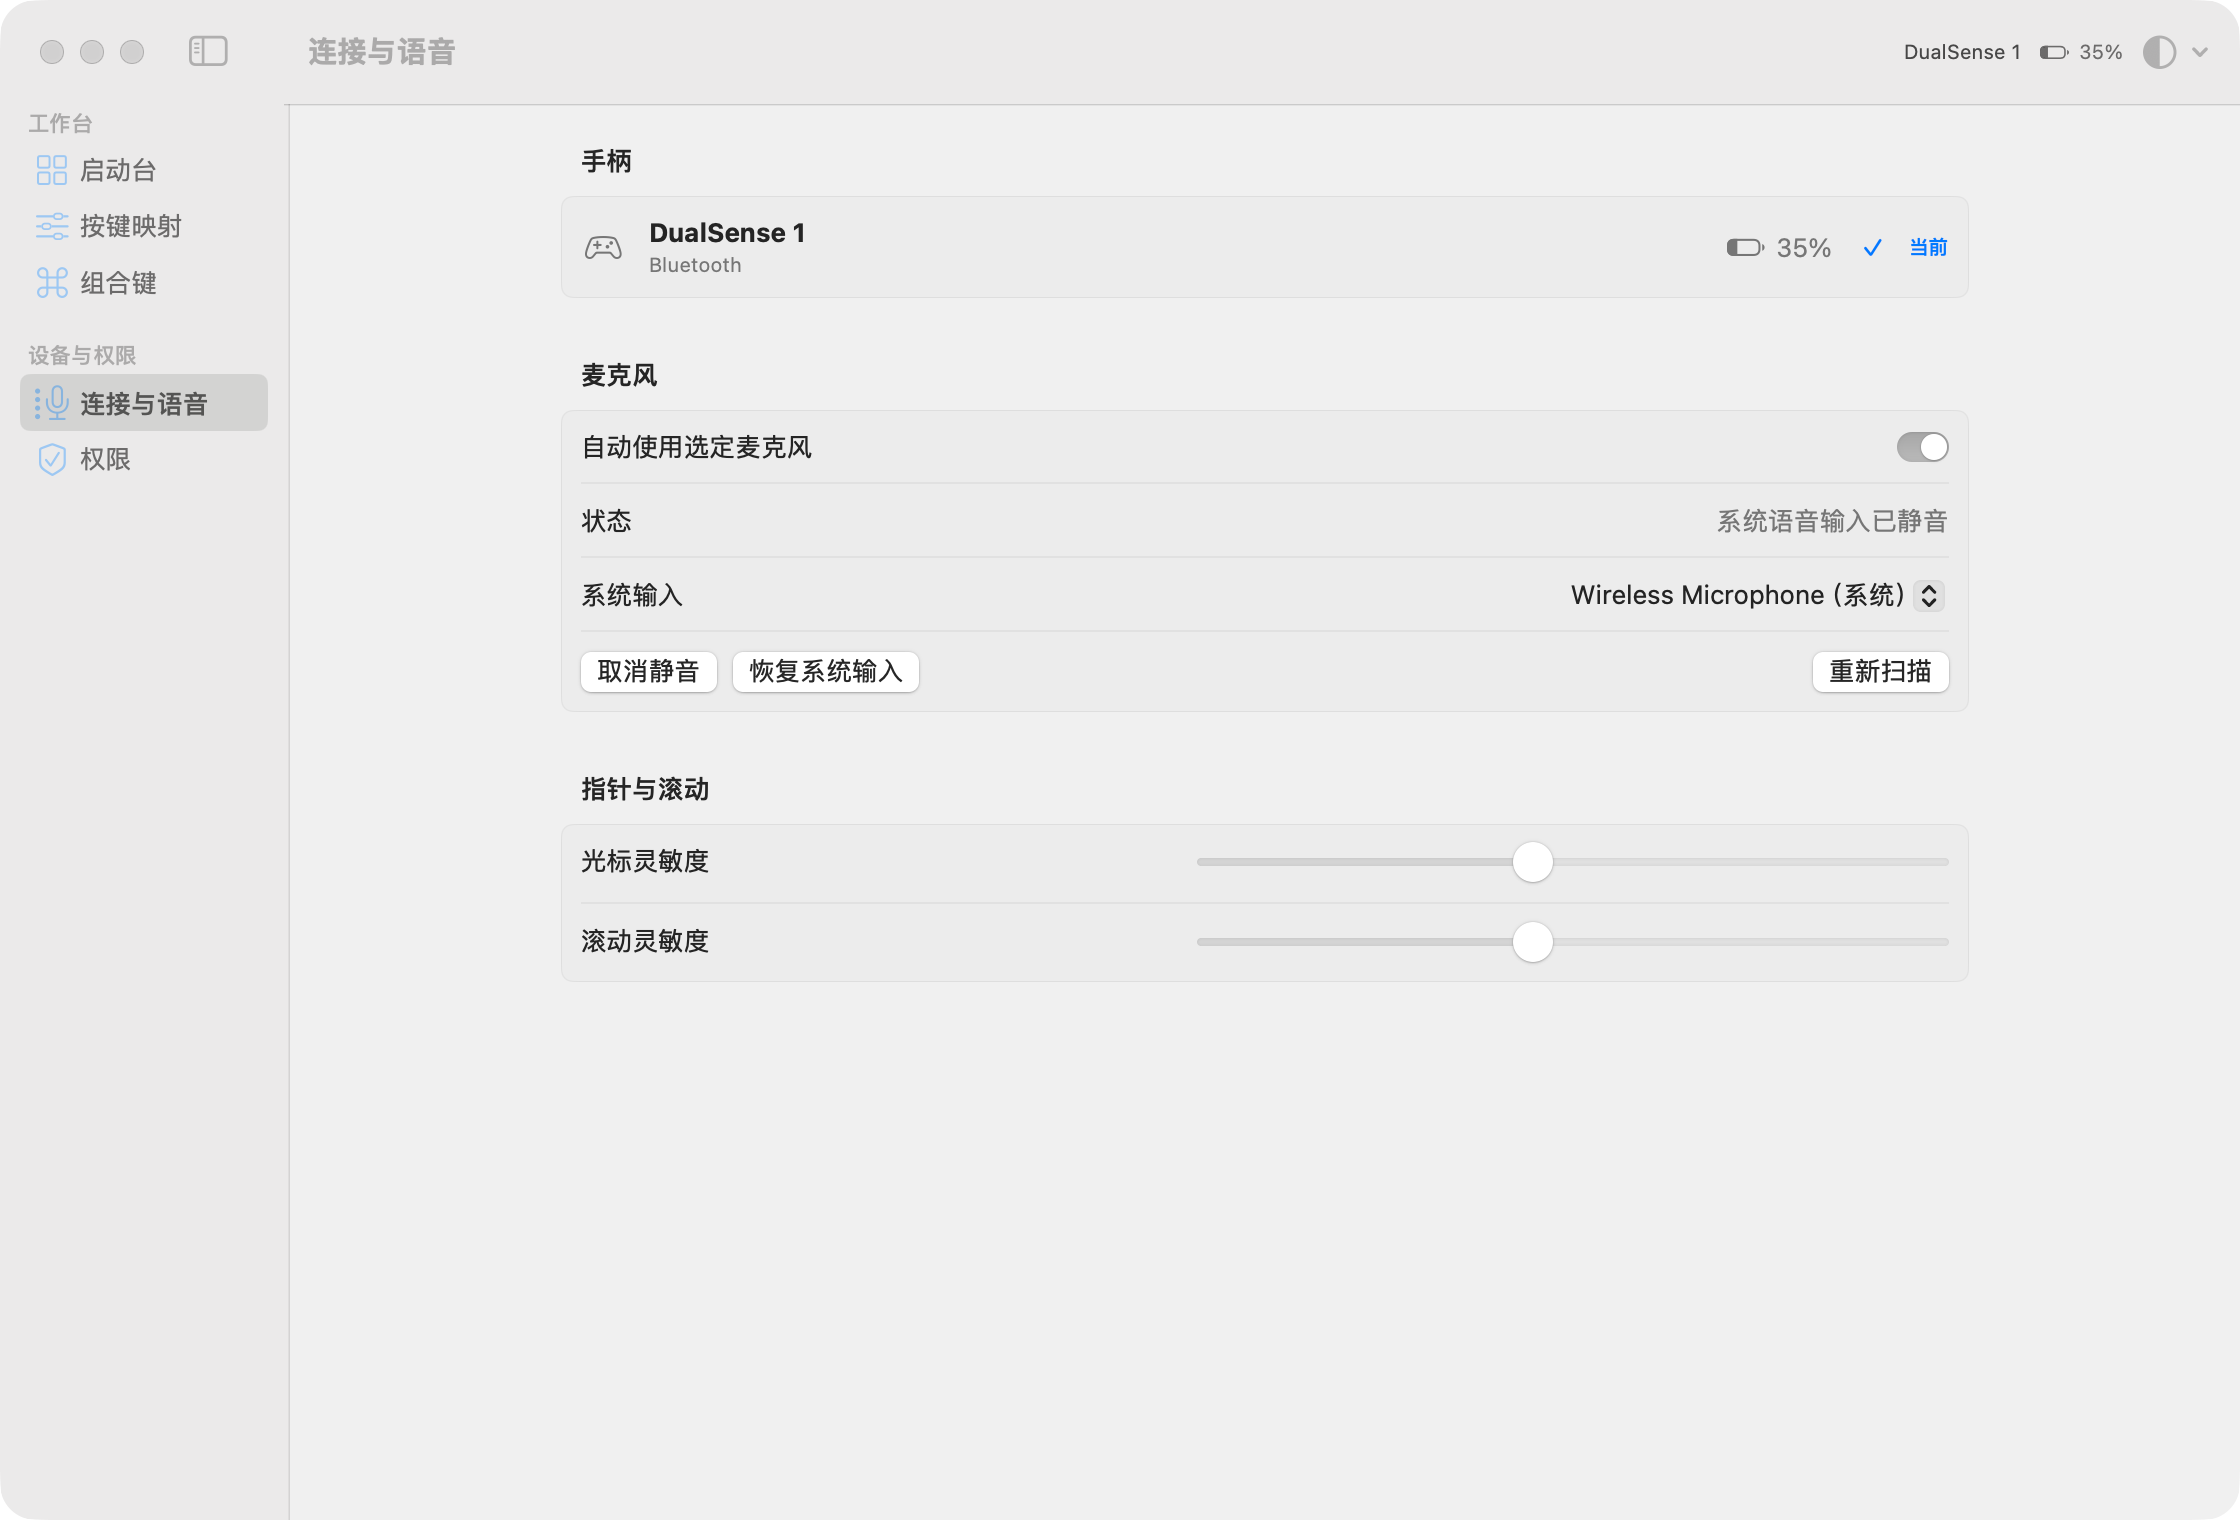 连接与语音
DualSense 1 35%
工作台
启动台
按键映射
组合键
设备与权限
连接与语音
权限
手柄
DualSense 1
Bluetooth
35% 当前
麦克风
自动使用选定麦克风
状态 系统语音输入已静音
系统输入 Wireless Microphone (系统)
取消静音 恢复系统输入 重新扫描
指针与滚动
光标灵敏度
滚动灵敏度